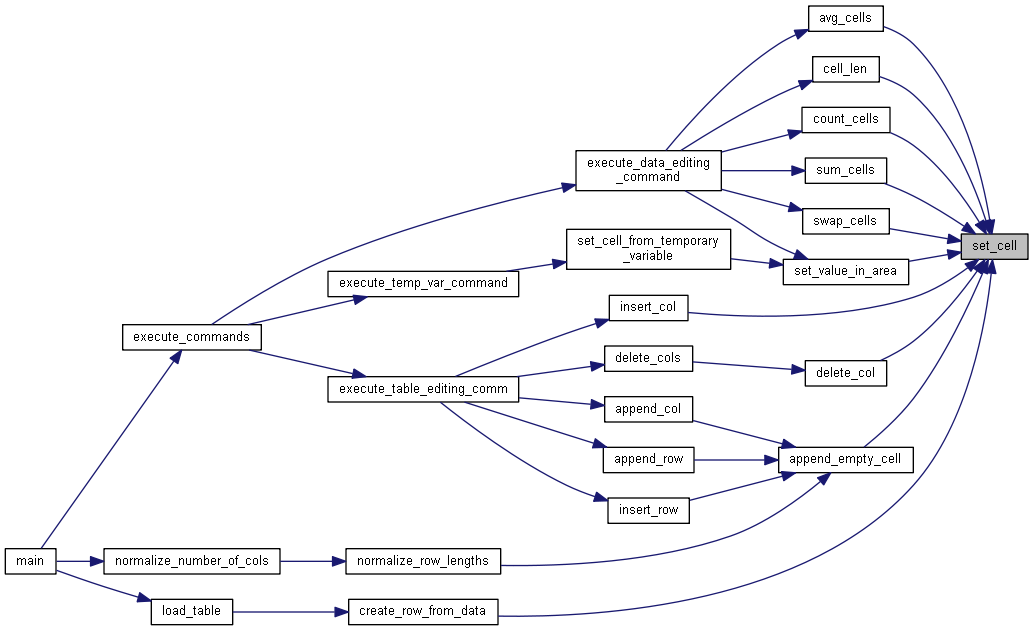 avg_cells
cell_len
count_cells
execute_data_editing
_command
sum_cells
swap_cells
set_cell
set_cell_from_temporary
_variable
set_value_in_area
execute_temp_var_command
insert_col
execute_commands
delete_cols
delete_col
execute_table_editing_comm
append_col
append_row
append_empty_cell
insert_row
main
normalize_number_of_cols
normalize_row_lengths
load_table
create_row_from_data